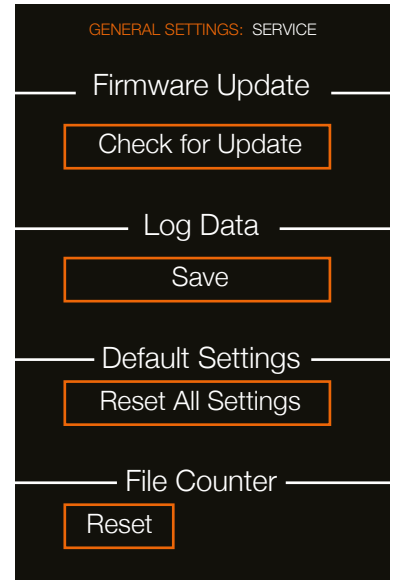 GENERAL SETTINGS: SERVICE
Firmware Update
Check for Update
Log Data
Save
Default Settings
Reset All Settings
File Counter
Reset